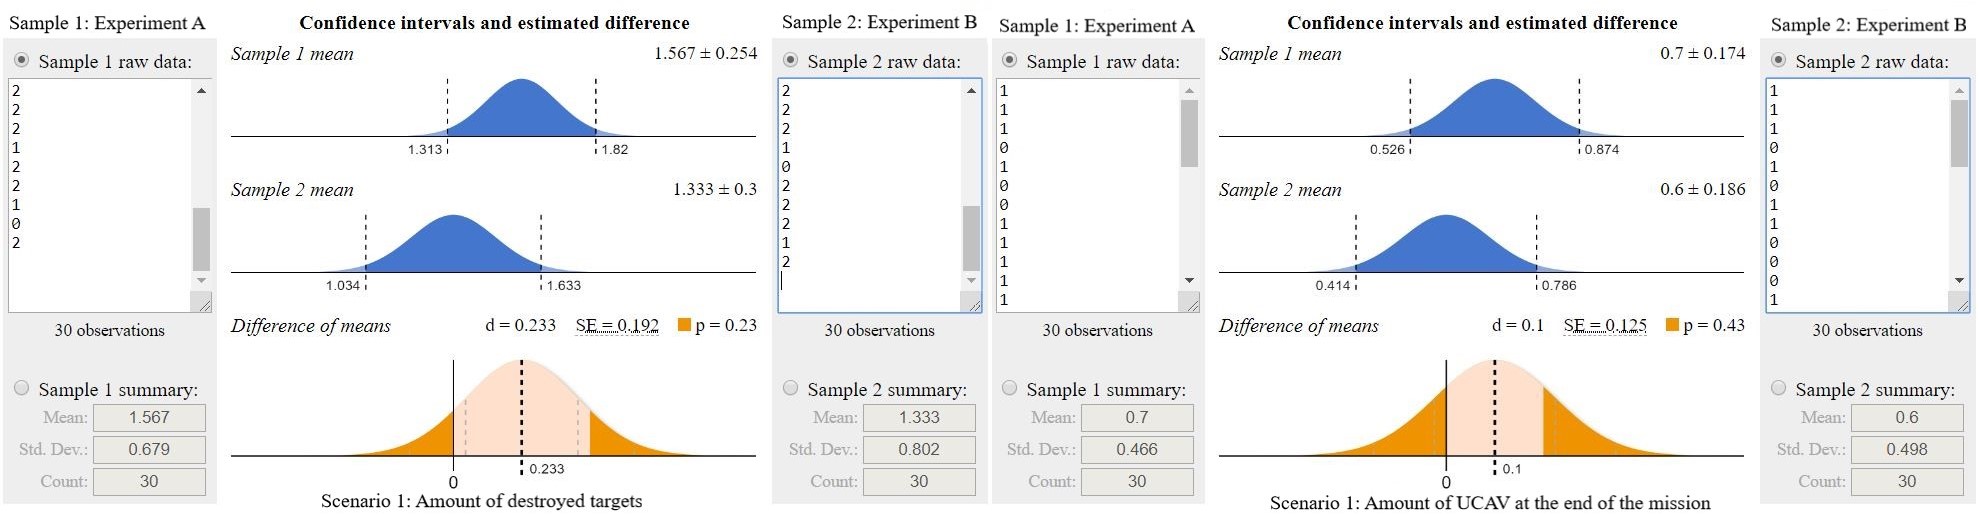 Sample 1: Experiment A
Sample 1 raw data:
2
2
2
1
2
2
1
0
2
30 observations
Sample 1 summary:
Mean: 1.567
Std. Dev.: 0.679
Count: 30
Confidence intervals and estimated difference
Sample 1 mean 1.567 ± 0.254
1.313 1.82
Sample 2 mean 1.333 ± 0.3
1.034 1.633
Difference of means d = 0.233 SE = 0.192 p = 0.23
0.233
0
Scenario 1: Amount of destroyed targets
Sample 2: Experiment B
Sample 2 raw data:
2
2
2
1
0
2
2
2
1
2
30 observations
Sample 2 summary:
Mean: 1.333
Std. Dev.: 0.802
Count: 30
Sample 1: Experiment A
Sample 1 raw data:
1
1
1
0
1
0
0
1
1
1
1
1
30 observations
Sample 1 summary:
Mean: 0.7
Std. Dev.: 0.466
Count: 30
Confidence intervals and estimated difference
Sample 1 mean 0.7 ± 0.174
0.526 0.874
Sample 2 mean 0.6 ± 0.186
0.414 0.786
Difference of means d = 0.1 SE = 0.125 p = 0.43
0.1
0
Scenario 1: Amount of UCAV at the end of the mission
Sample 2: Experiment B
Sample 2 raw data:
1
1
1
0
1
0
1
1
0
0
0
1
30 observations
Sample 2 summary:
Mean: 0.6
Std. Dev.: 0.498
Count: 30